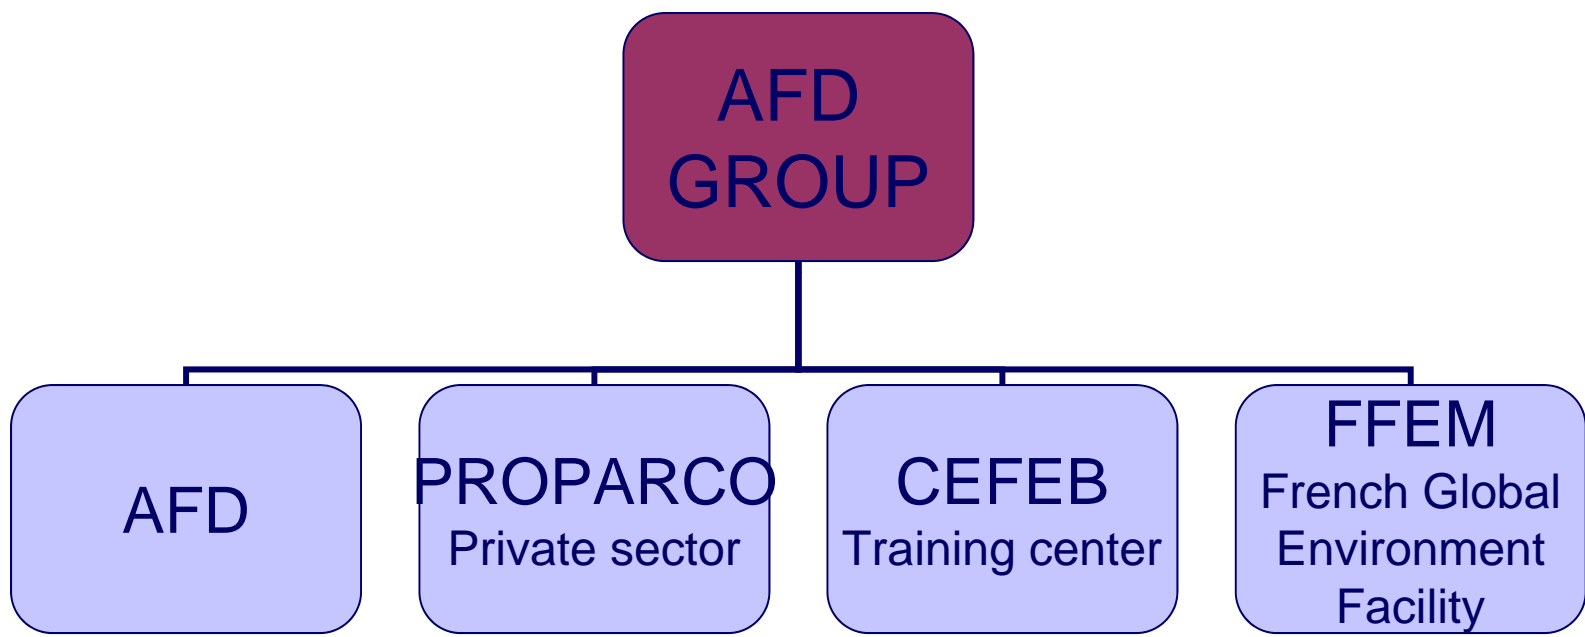 AFD
GROUP
AFD
PROPARCO
Private sector
CEFEB
Training center
FFEM
French Global
Environment
Facility